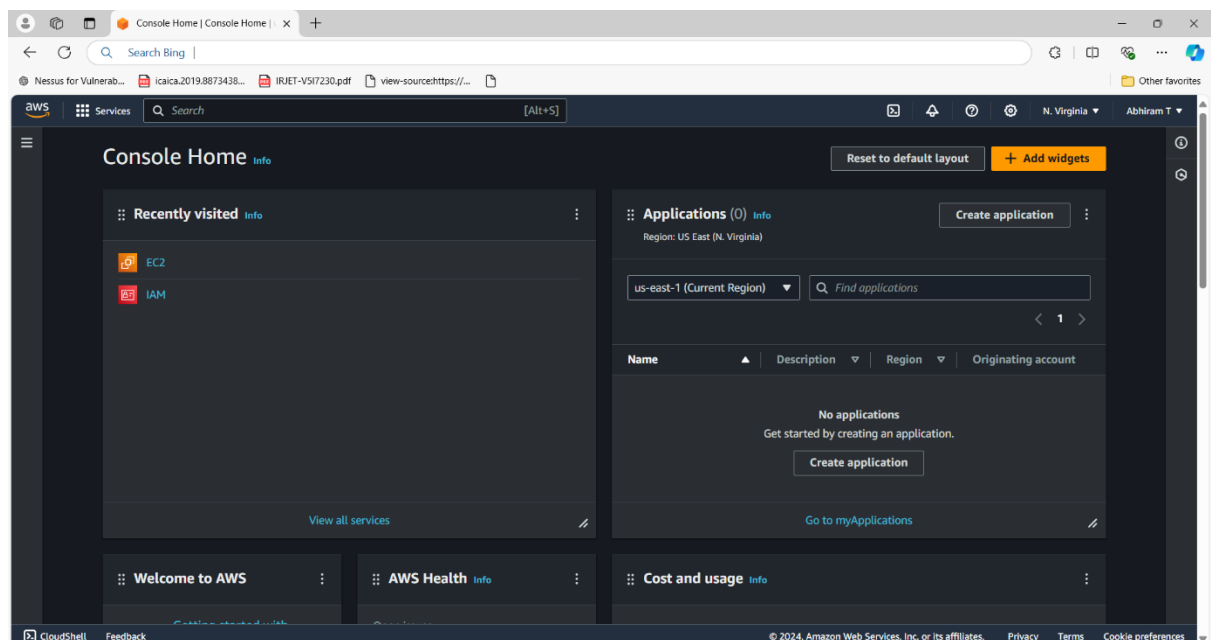 Console Home | Console Home |
Search Bing
Nessus for Vulnerab... icaica.2019.8873438... IRJET-V5I7230.pdf view-source:https://... Other favorites
aws Services Search [Alt+S] N. Virginia Abhiram T
Console Home Info Reset to default layout + Add widgets
Recently visited Info
EC2
IAM
View all services
Applications (0) Info Create application
Region: US East (N. Virginia)
us-east-1 (Current Region) Find applications
1
Name Description Region Originating account
No applications
Get started by creating an application.
Create application
Go to myApplications
Welcome to AWS AWS Health Info Cost and usage Info
Getting started with
CloudShell Feedback © 2024, Amazon Web Services, Inc. or its affiliates. Privacy Terms Cookie preferences